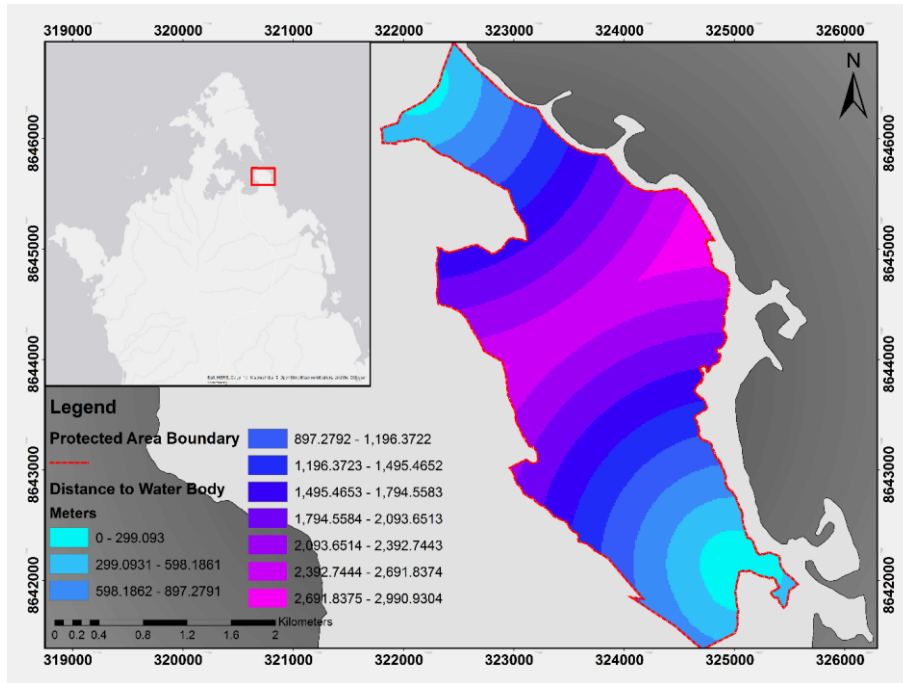 319000 320000 321000 322000 323000 324000 325000 326000
N
8646000
8645000
8644000
8643000
8642000
8646000
8645000
8644000
8643000
8642000
Legend
Protected Area Boundary
Distance to Water Body
Meters
0 - 299.093
299.0931 - 598.1861
598.1862 - 897.2791
897.2792 - 1,196.3722
1,196.3723 - 1,495.4652
1,495.4653 - 1,794.5583
1,794.5584 - 2,093.6513
2,093.6514 - 2,392.7443
2,392.7444 - 2,691.8374
2,691.8375 - 2,990.9304
Kilometers
0 0.2 0.4 0.8 1.2 1.6 2
319000 320000 321000 322000 323000 324000 325000 326000